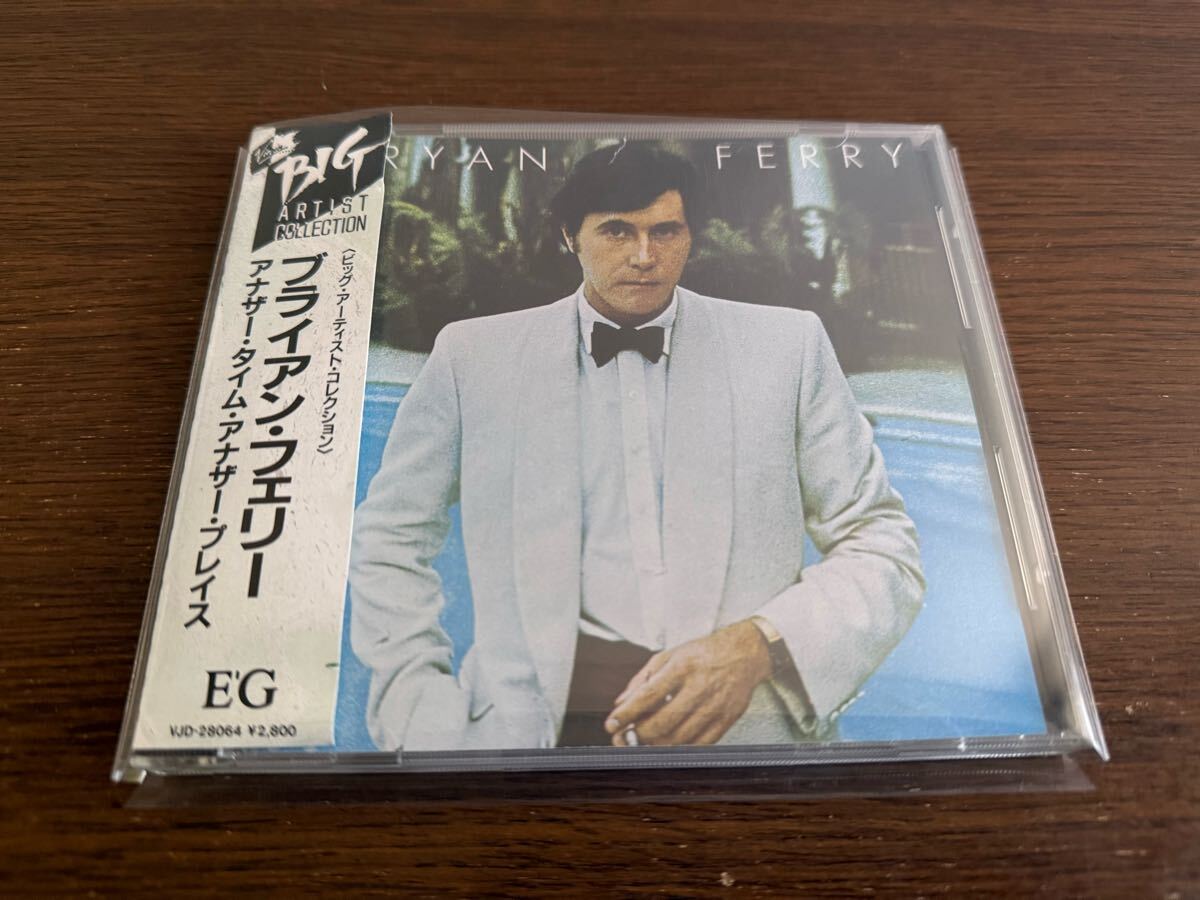 BIG
ARTIST
COLLECTION
〈ビッグ・アーティスト・コレクション〉
ブライアン・フェリー
アナザー・タイム・アナザー・プレイス
E'G
VJD-28064 ¥2,800
RYAN FERRY